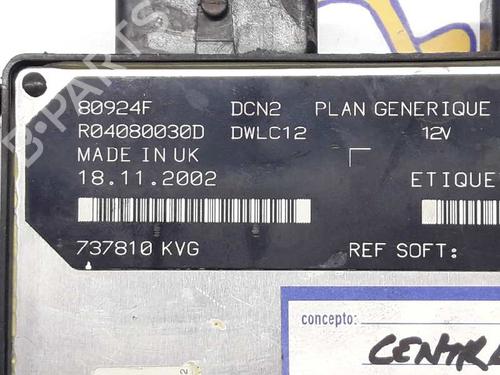 80924F DCN2 PLAN GENERIQUE
R04080030D DWLC12 12V
MADE IN UK
18.11.2002 ETIQUE
737810 KVG REF SOFT:
concepto:
CENTRA
B-PARTS